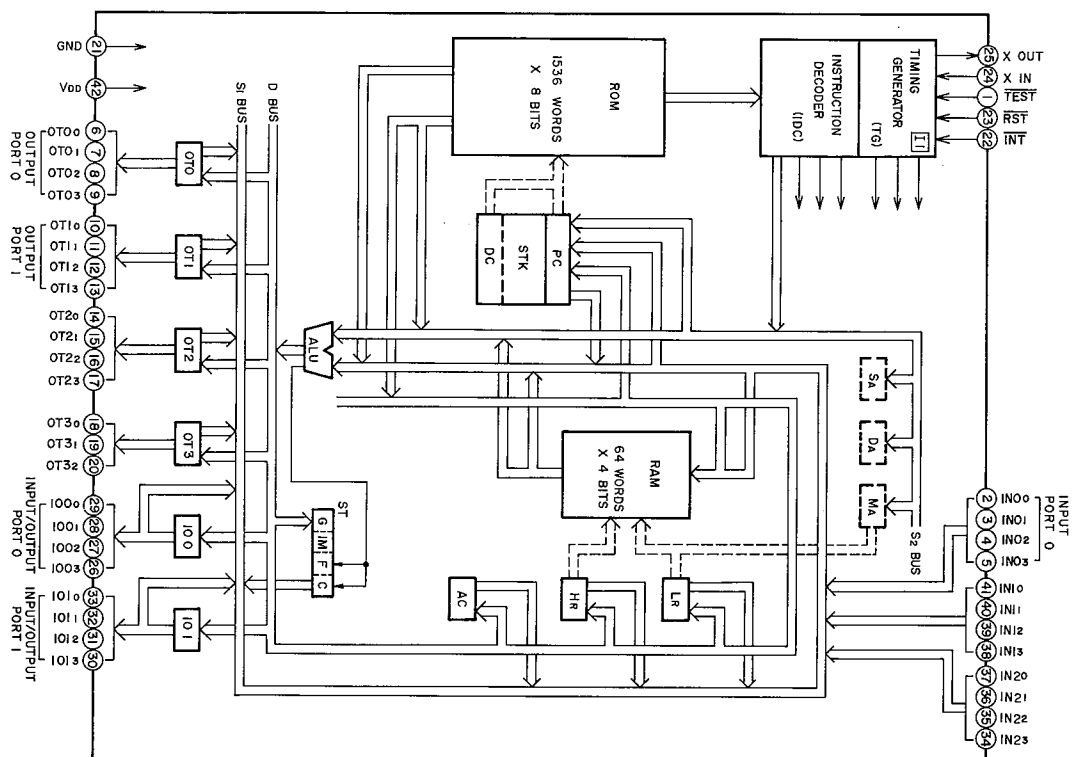 GND
21
VDD
42
S1 BUS
D BUS
OT00
6
OT01
7
OT02
8
OT03
9
OUTPUT
PORT 0
OT0
OT10
10
OT11
11
OT12
12
OT13
13
OUTPUT
PORT 1
OT1
OT20
14
OT21
15
OT22
16
OT23
17
OT2
OT30
18
OT31
19
OT32
20
OT3
IO00
29
IO01
28
IO02
27
IO03
26
INPUT/OUTPUT
PORT 0
IO0
IO10
33
IO11
32
IO12
31
IO13
30
INPUT/OUTPUT
PORT 1
IO1
ROM
1536 WORDS
X 8 BITS
TIMING
GENERATOR
(TG)
II
INSTRUCTION
DECODER
(IDC)
25
X OUT
24
X IN
1
TEST
23
RST
22
INT
PC
STK
DC
ALU
RAM
64 WORDS
X 4 BITS
SA
DA
MA
S2 BUS
ST
G
IM
F
C
AC
HR
LR
2
IN00
3
IN01
4
IN02
5
IN03
INPUT
PORT 0
41
IN10
40
IN11
39
IN12
38
IN13
37
IN20
36
IN21
35
IN22
34
IN23